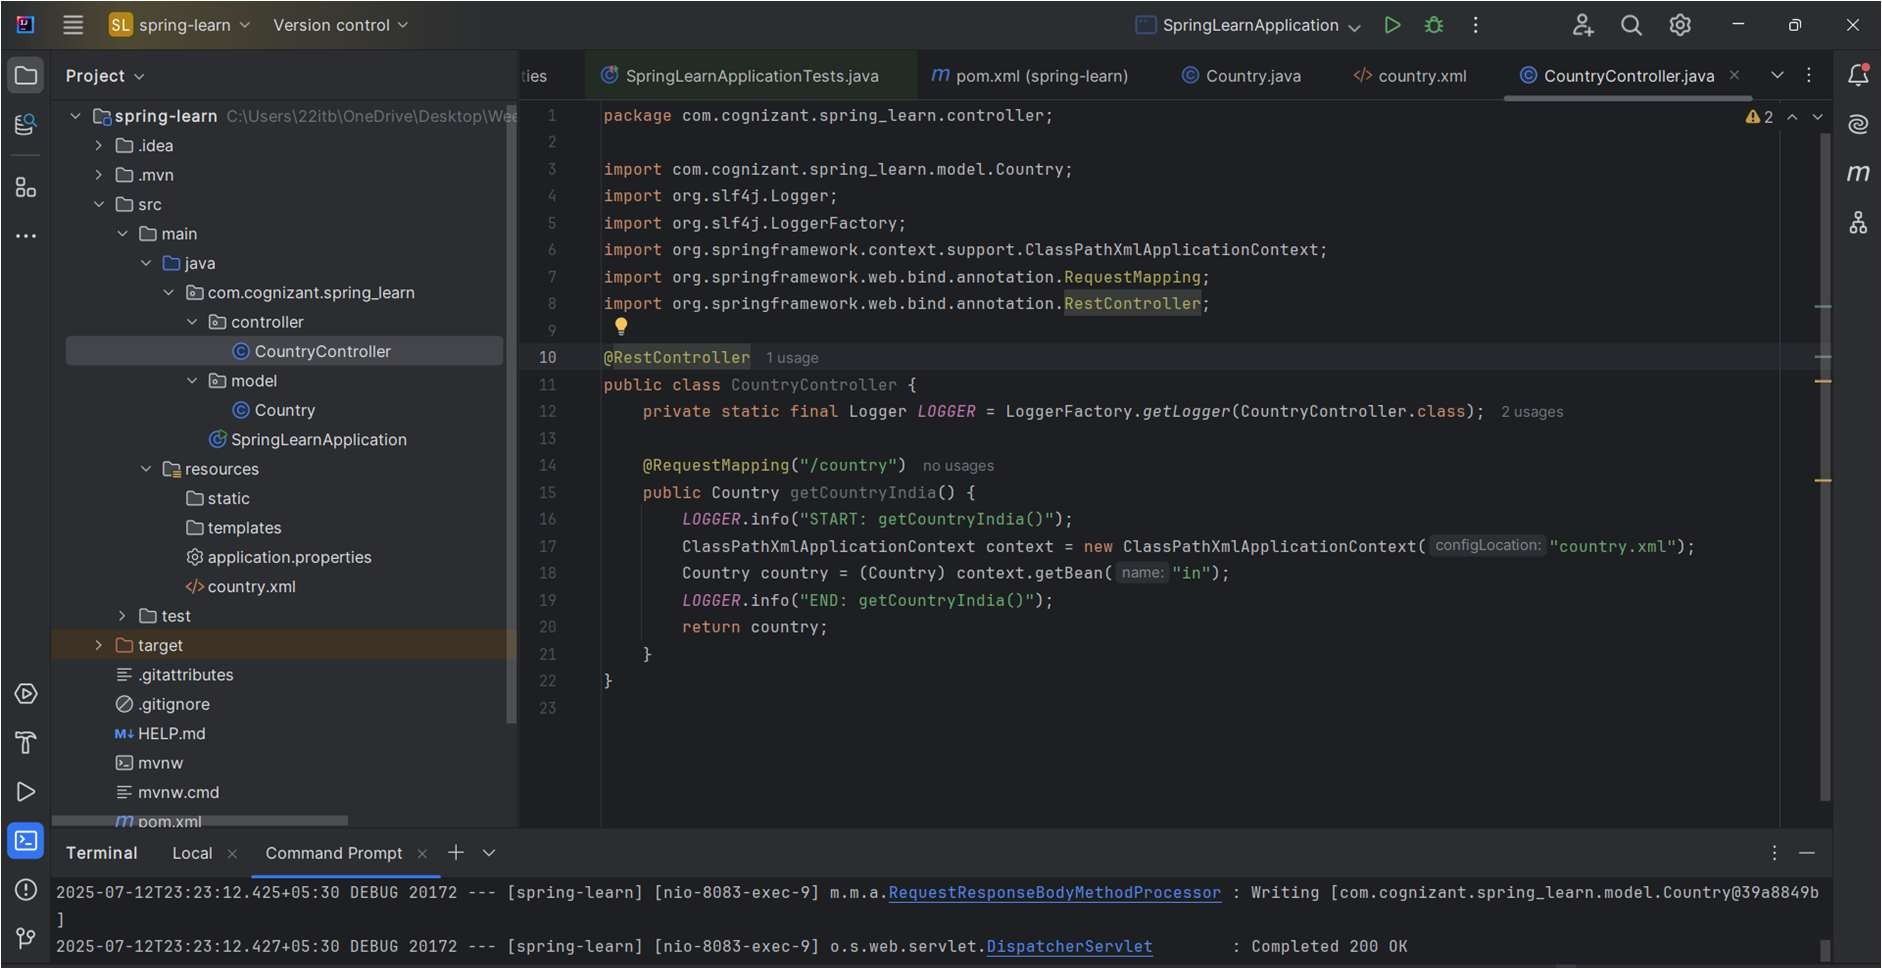 SL spring-learn Version control SpringLearnApplication
Project
ties SpringLearnApplicationTests.java m pom.xml (spring-learn) Country.java </> country.xml CountryController.java
spring-learn C:\Users\22itb\OneDrive\Desktop\Wee
.idea
.mvn
src
main
java
com.cognizant.spring_learn
controller
CountryController
model
Country
SpringLearnApplication
resources
static
templates
application.properties
</> country.xml
test
target
.gitattributes
.gitignore
M↓ HELP.md
mvnw
mvnw.cmd
m pom.xml
2
1 package com.cognizant.spring_learn.controller;
2
3 import com.cognizant.spring_learn.model.Country;
4 import org.slf4j.Logger;
5 import org.slf4j.LoggerFactory;
6 import org.springframework.context.support.ClassPathXmlApplicationContext;
7 import org.springframework.web.bind.annotation.RequestMapping;
8 import org.springframework.web.bind.annotation.RestController;
9
10 @RestController 1 usage
11 public class CountryController {
12 private static final Logger LOGGER = LoggerFactory.getLogger(CountryController.class); 2 usages
13
14 @RequestMapping("/country") no usages
15 public Country getCountryIndia() {
16 LOGGER.info("START: getCountryIndia()");
17 ClassPathXmlApplicationContext context = new ClassPathXmlApplicationContext( configLocation: "country.xml");
18 Country country = (Country) context.getBean( name: "in");
19 LOGGER.info("END: getCountryIndia()");
20 return country;
21 }
22 }
23
m
Terminal Local Command Prompt
2025-07-12T23:23:12.425+05:30 DEBUG 20172 --- [spring-learn] [nio-8083-exec-9] m.m.a.RequestResponseBodyMethodProcessor : Writing [com.cognizant.spring_learn.model.Country@39a8849b
]
2025-07-12T23:23:12.427+05:30 DEBUG 20172 --- [spring-learn] [nio-8083-exec-9] o.s.web.servlet.DispatcherServlet : Completed 200 OK